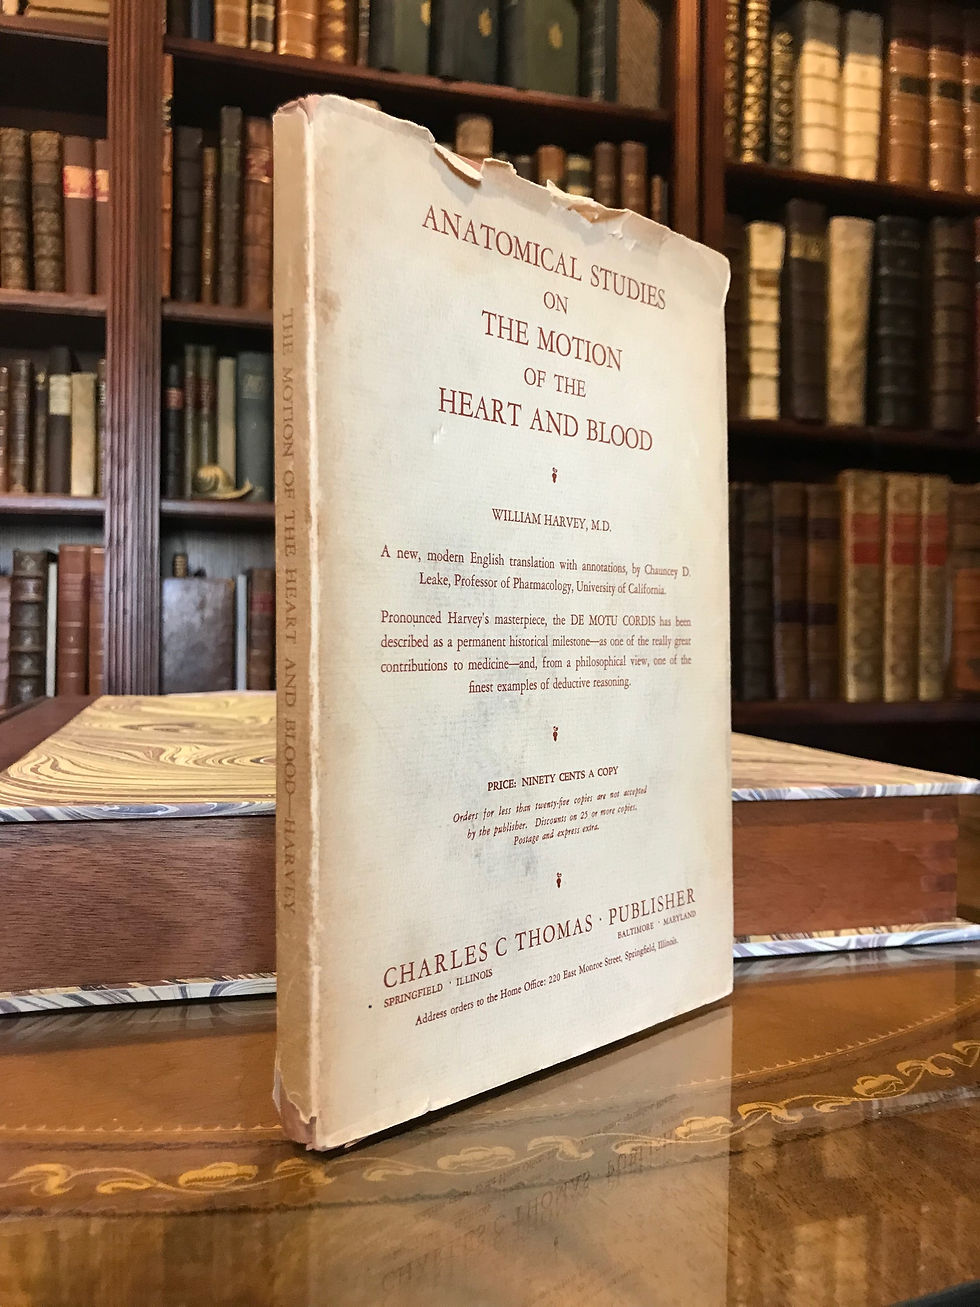 THE MOTION OF THE HEART AND BLOOD—HARVEY
ANATOMICAL STUDIES
ON
THE MOTION
OF THE
HEART AND BLOOD
WILLIAM HARVEY, M.D.
A new, modern English translation with annotations, by Chauncey D.
Leake, Professor of Pharmacology, University of California.
Pronounced Harvey's masterpiece, the DE MOTU CORDIS has been
described as a permanent historical milestone—as one of the really great
contributions to medicine—and, from a philosophical view, one of the
finest examples of deductive reasoning.
PRICE: NINETY CENTS A COPY
Orders for less than twenty-five copies are not accepted
by the publisher. Discounts on 25 or more copies.
Postage and express extra.
CHARLES C THOMAS · PUBLISHER
SPRINGFIELD · ILLINOIS
BALTIMORE · MARYLAND
Address orders to the Home Office: 220 East Monroe Street, Springfield, Illinois.